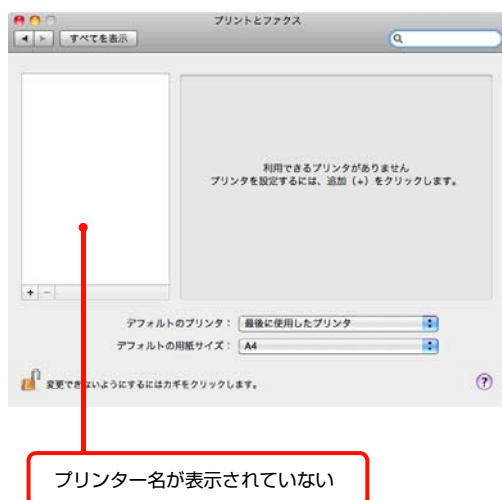 プリントとファクス
すべてを表示
利用できるプリンタがありません
プリンタを設定するには、追加（+）をクリックします。
+ −
デフォルトのプリンタ： 最後に使用したプリンタ
デフォルトの用紙サイズ： A4
変更できないようにするにはカギをクリックします。
?
プリンター名が表示されていない